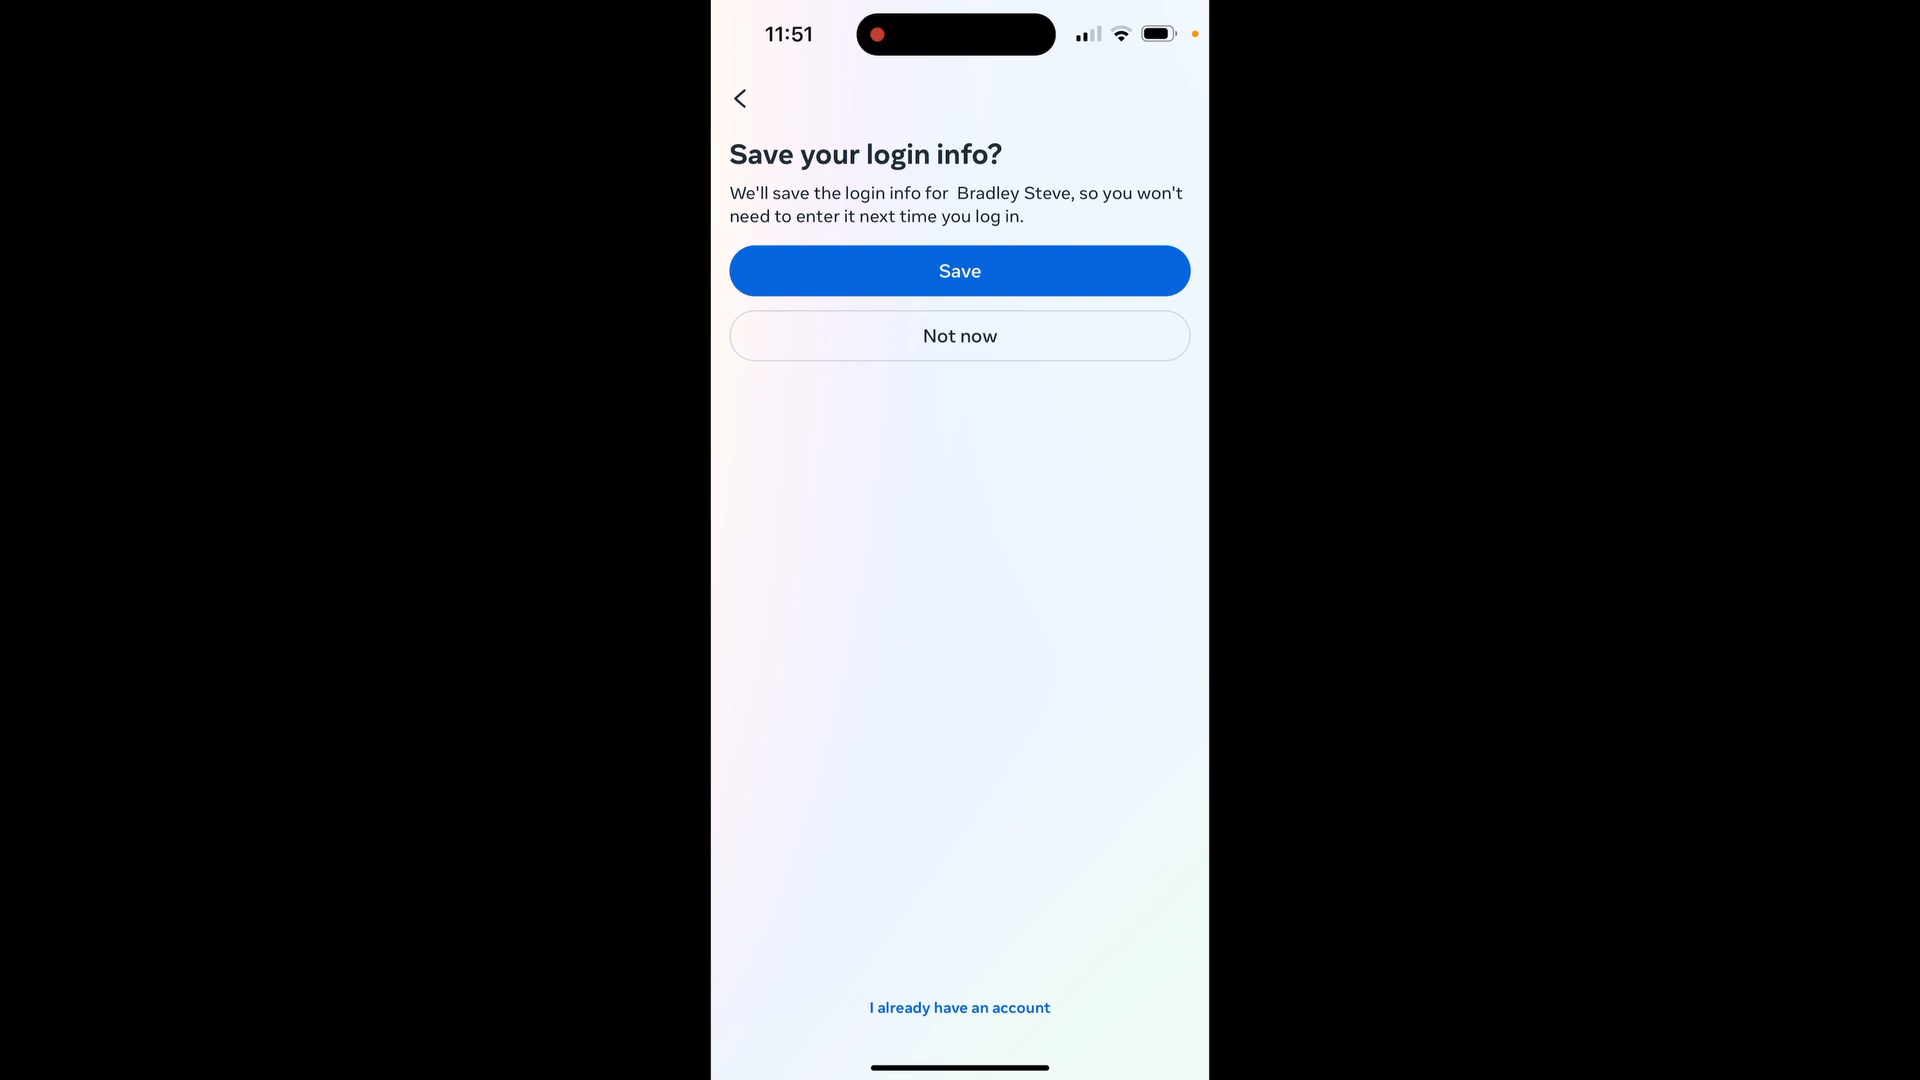 11:51
Save your login info?
We'll save the login info for  Bradley Steve, so you won't
need to enter it next time you log in.
Save
Not now
I already have an account